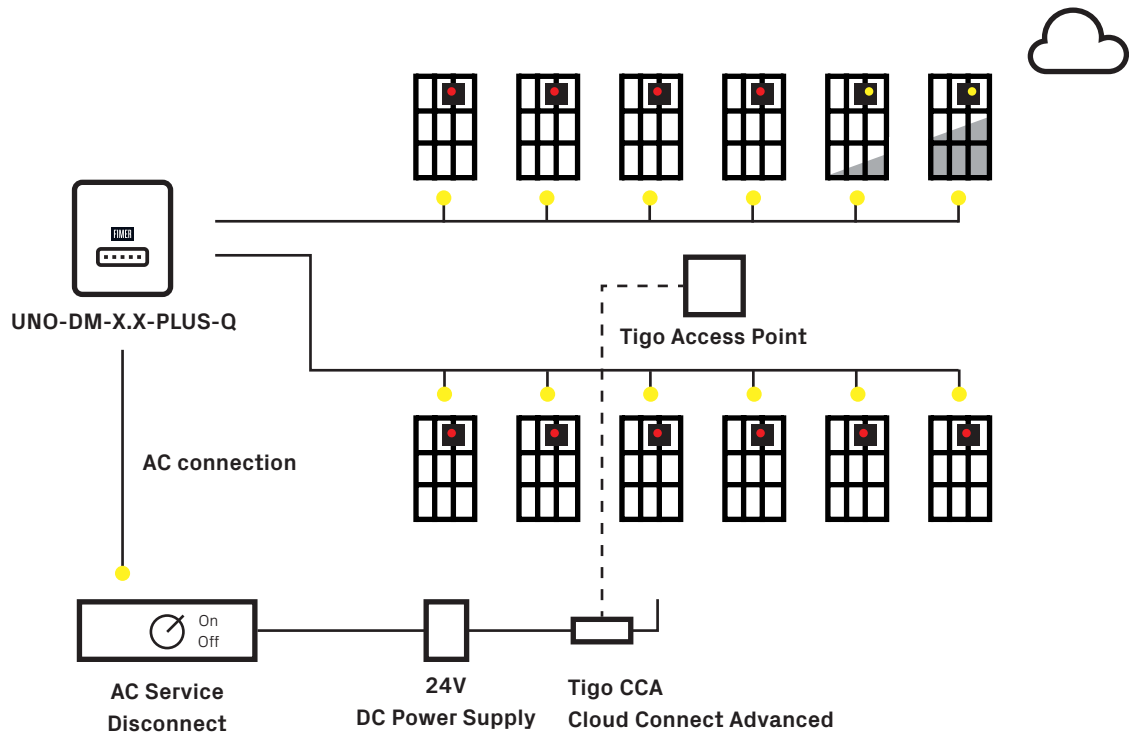 FIMER
UNO-DM-X.X-PLUS-Q
Tigo Access Point
AC connection
On
Off
AC Service
Disconnect
24V
DC Power Supply
Tigo CCA
Cloud Connect Advanced